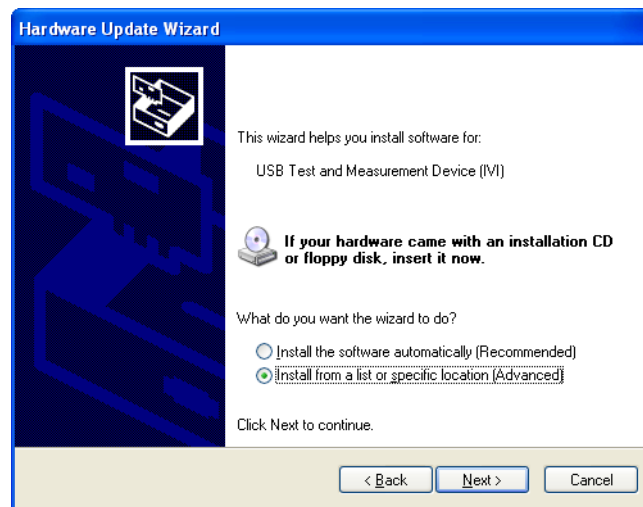 Hardware Update Wizard
This wizard helps you install software for:
USB Test and Measurement Device (IVI)
If your hardware came with an installation CD
or floppy disk, insert it now.
What do you want the wizard to do?
Install the software automatically (Recommended)
Install from a list or specific location (Advanced)
Click Next to continue.
< Back Next > Cancel